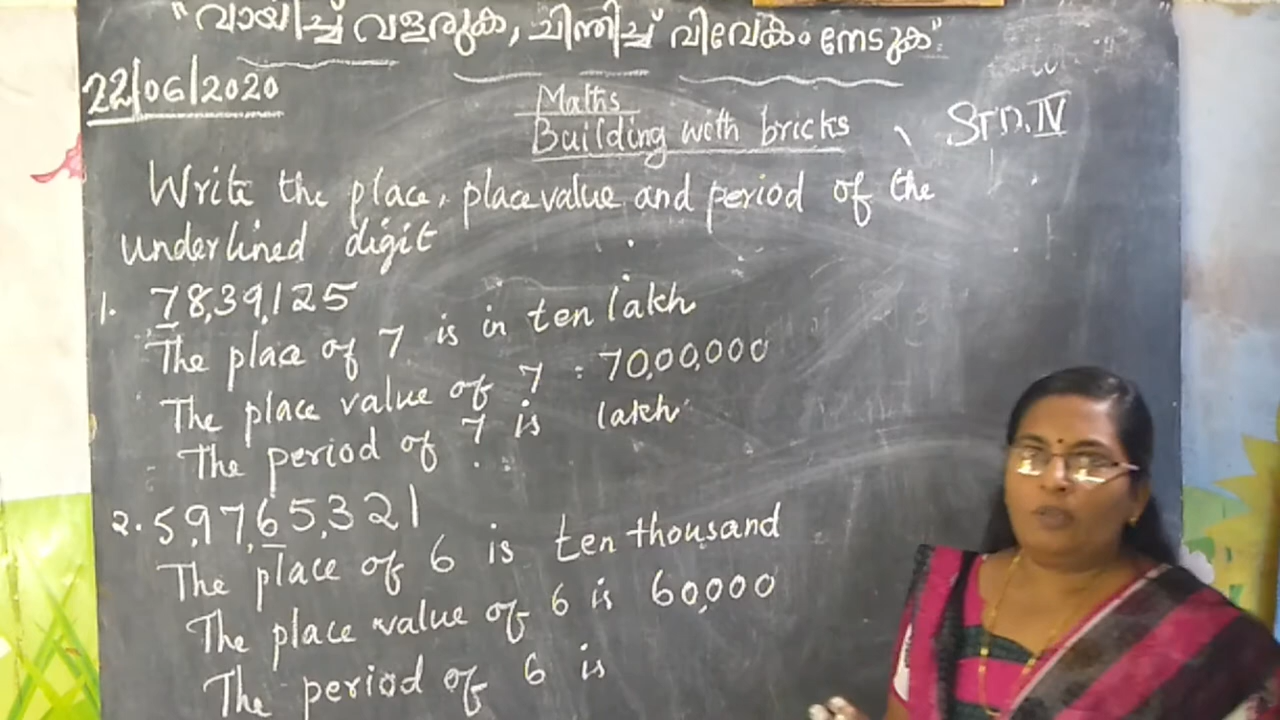 "വായിച്ച് വളരുക, ചിന്തിച്ച് വിവേകം നേടുക"
22/06/2020
Maths
Building with bricks
STD. IV
Write the place, place value and period of the
underlined digit
1. 78,39,125
The place of 7 is in ten lakh
The place value of 7 = 70,00,000
The period of 7 is lakh
2. 5,97,65,321
The place of 6 is ten thousand
The place value of 6 is 60,000
The period of 6 is